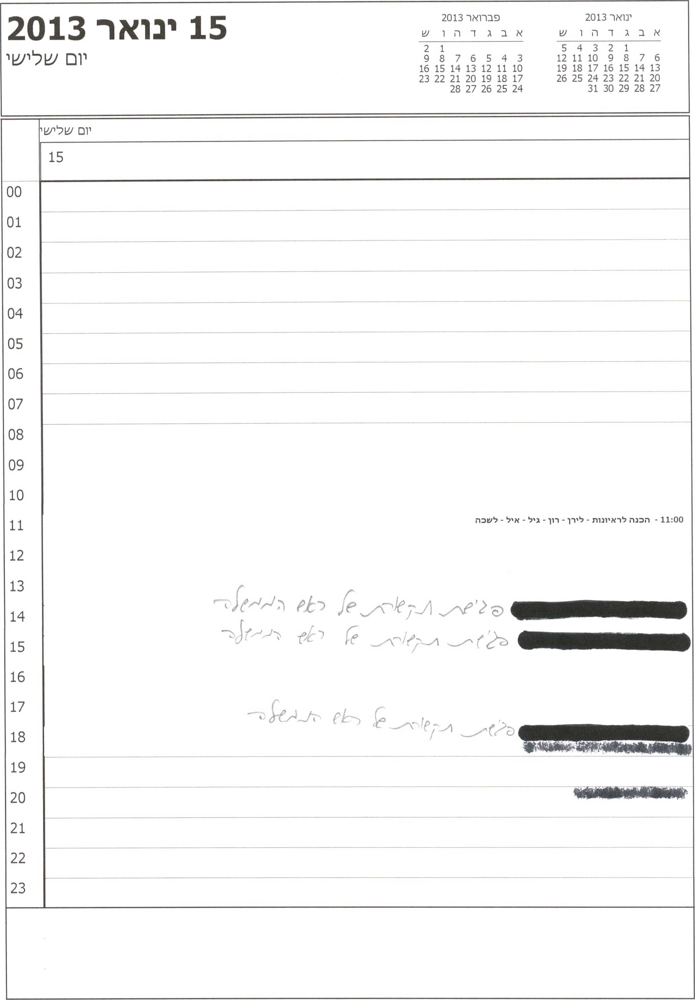 15 ינואר 2013
יום שלישי
ינואר 2013
א ב ג ד ה ו ש
1 2 3 4 5
6 7 8 9 10 11 12
13 14 15 16 17 18 19
20 21 22 23 24 25 26
27 28 29 30 31
פברואר 2013
א ב ג ד ה ו ש
1 2
3 4 5 6 7 8 9
10 11 12 13 14 15 16
17 18 19 20 21 22 23
24 25 26 27 28
יום שלישי
15
00
01
02
03
04
05
06
07
08
09
10
11
11:00 - הכנה לראיונות - לירן - רון - גיל - איל - לשכה
12
13
פגישת תקשורת של ראש הממשלה
14
פגישת תקשורת של ראש הממשלה
15
16
17
פגישת תקשורת של ראש הממשלה
18
19
20
21
22
23